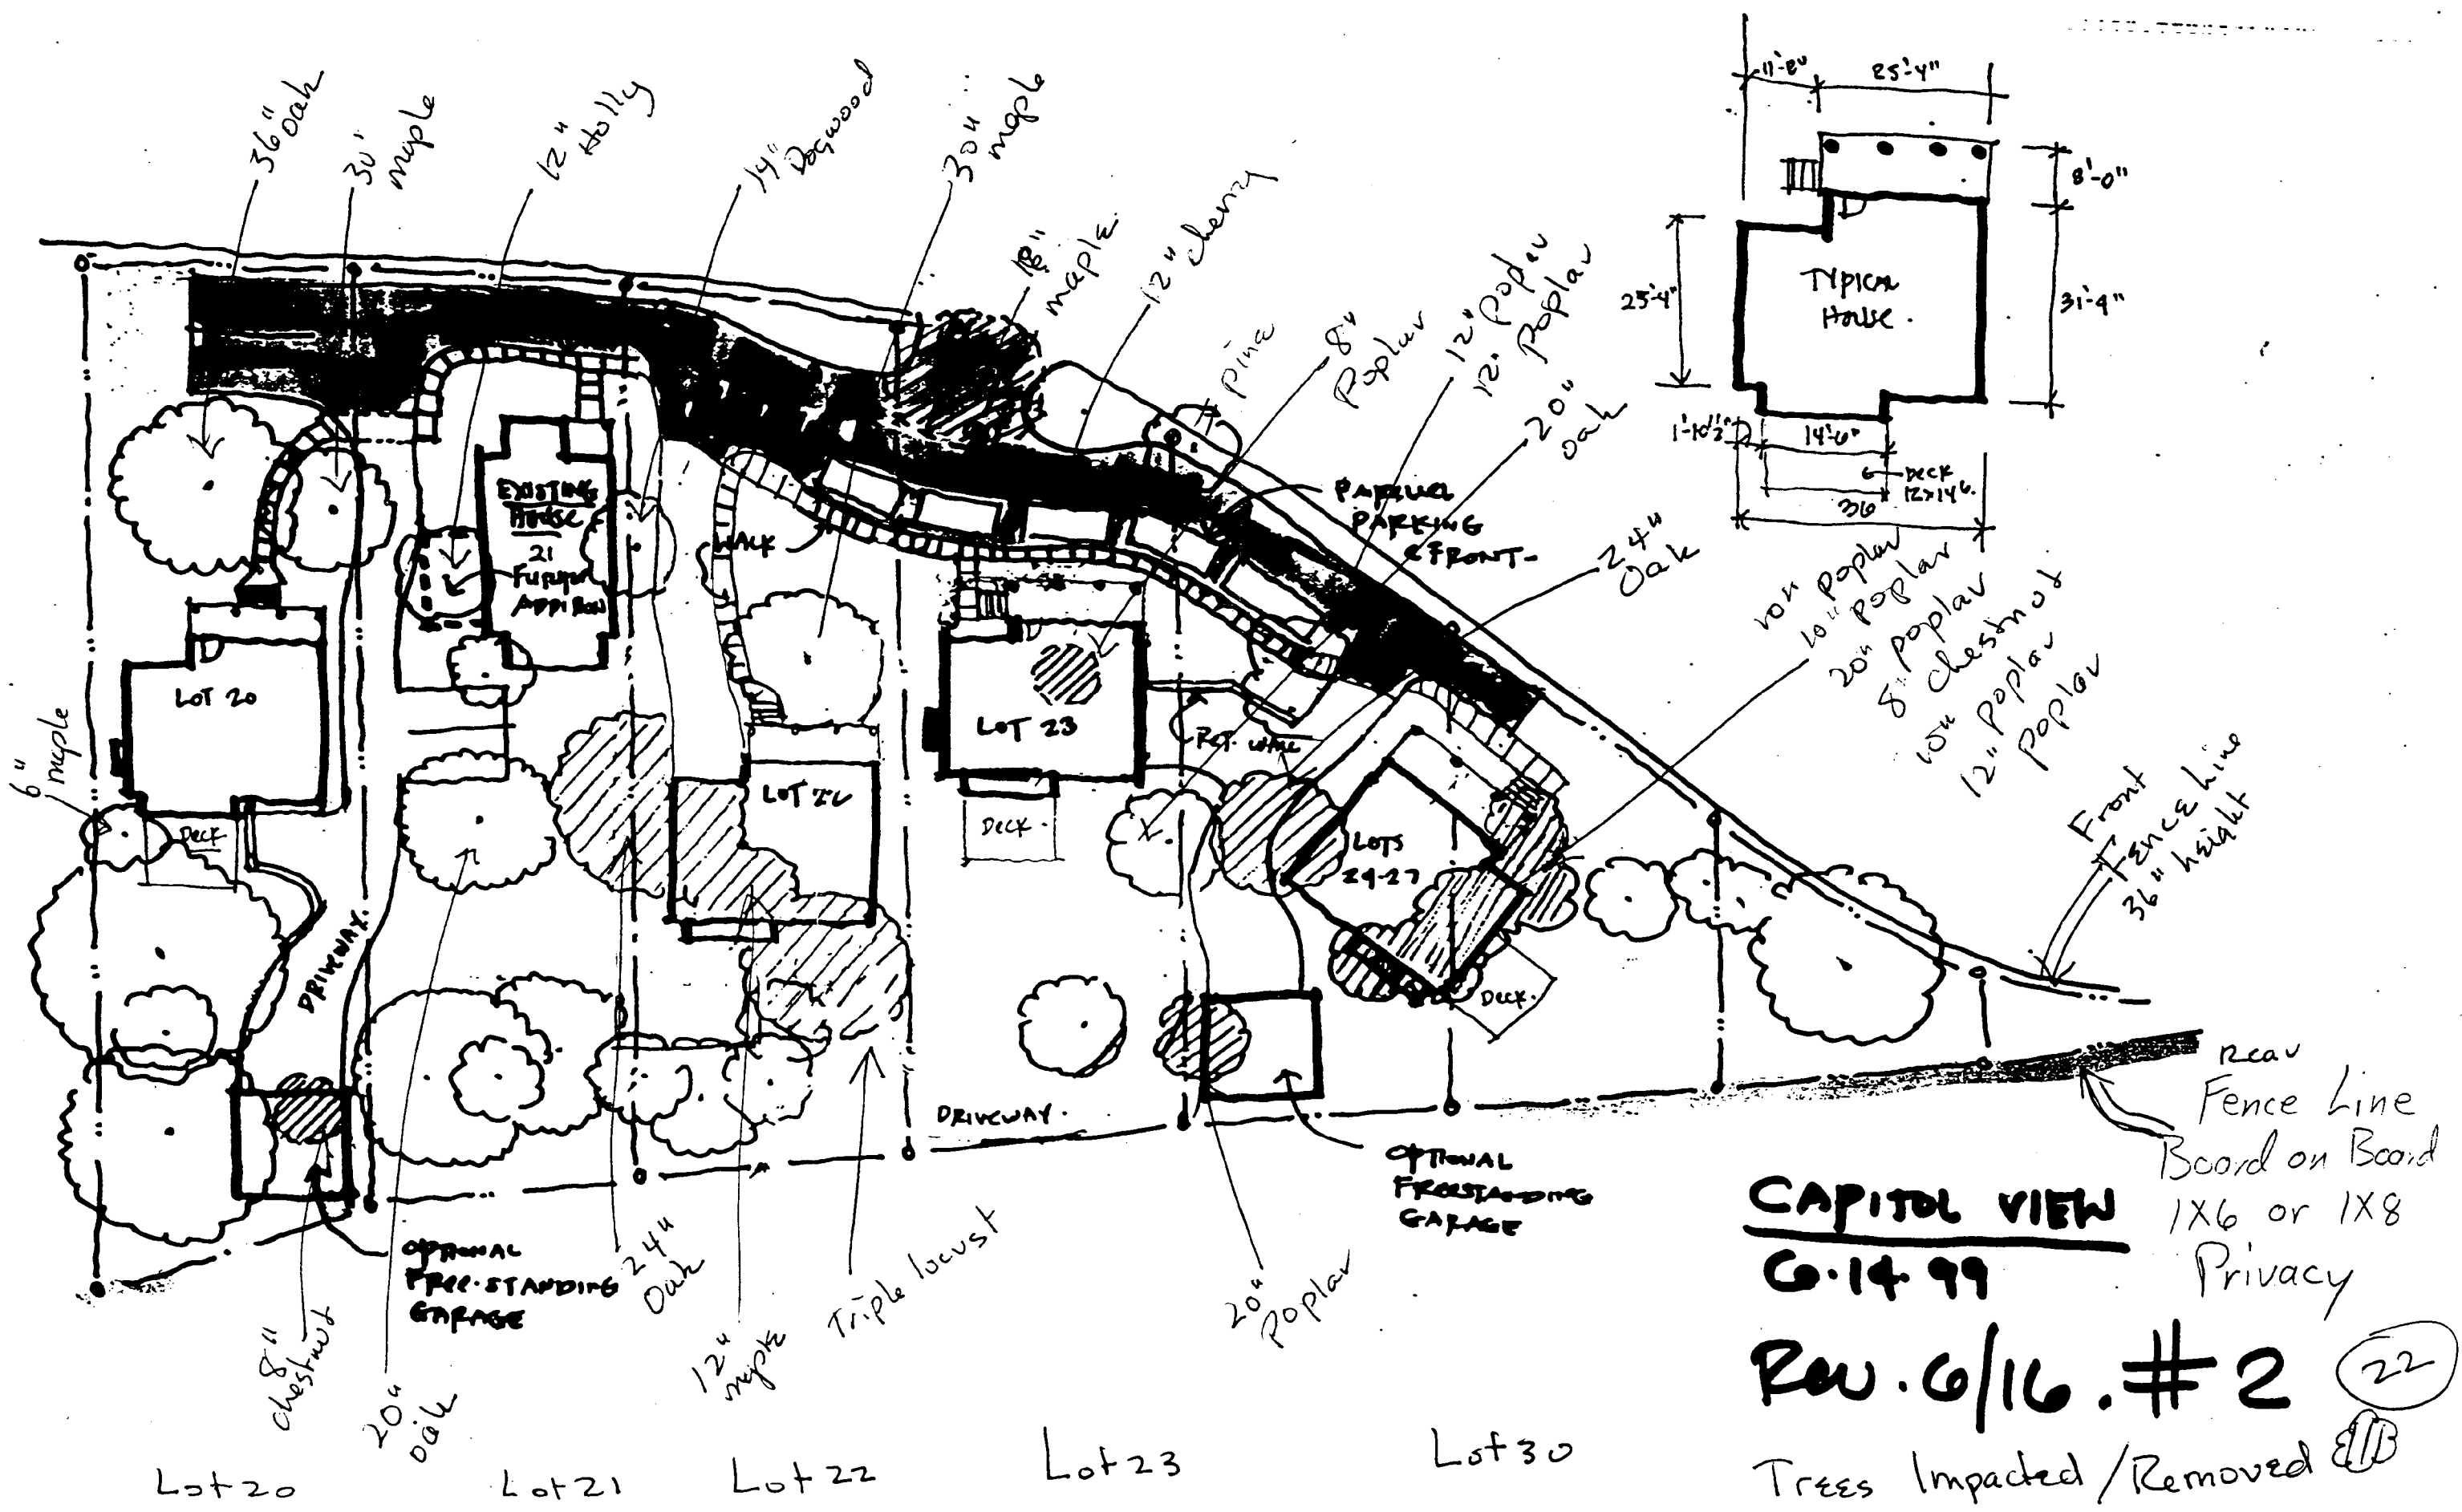 36" oak
30'
maple
12"
Holly
14" Dogwood
30"
maple
18"
maple
12" cherry
pine
8"
Poplar
12" Poplar
12" Poplar
20"
oak
24"
Oak
11'-8"
25'-4"
8'-0"
25'-4"
TYPICAL
HOUSE.
31'-4"
1'-10½"
14'-6"
DECK
12x146.
36
PARALLEL
PARKING
@ FRONT-
10" poplar
10" poplar
20" poplar
8" chestnut
10" poplar
12" poplar
Front
Fence Line
36" height
EXISTING
House
21
FUTURE
ADDITION
WALK
LOT 20
6"
maple
DECK
DRIVEWAY.
LOT 22
LOT 23
RET. WALL
DECK.
LOTS
24-27
DECK.
DRIVEWAY.
OPTIONAL
FREE-STANDING
GARAGE
OPTIONAL
FREESTANDING
GARAGE
8"
chestnut
20"
oak
24"
Oak
12"
maple
Triple locust
20"
Poplar
Rear
Fence Line
Board on Board
1X6 or 1X8
Privacy
CAPITOL VIEW
6.14.99
Rev. 6/16. #2
22
Trees Impacted/Removed
Lot 20
Lot 21
Lot 22
Lot 23
Lot 30